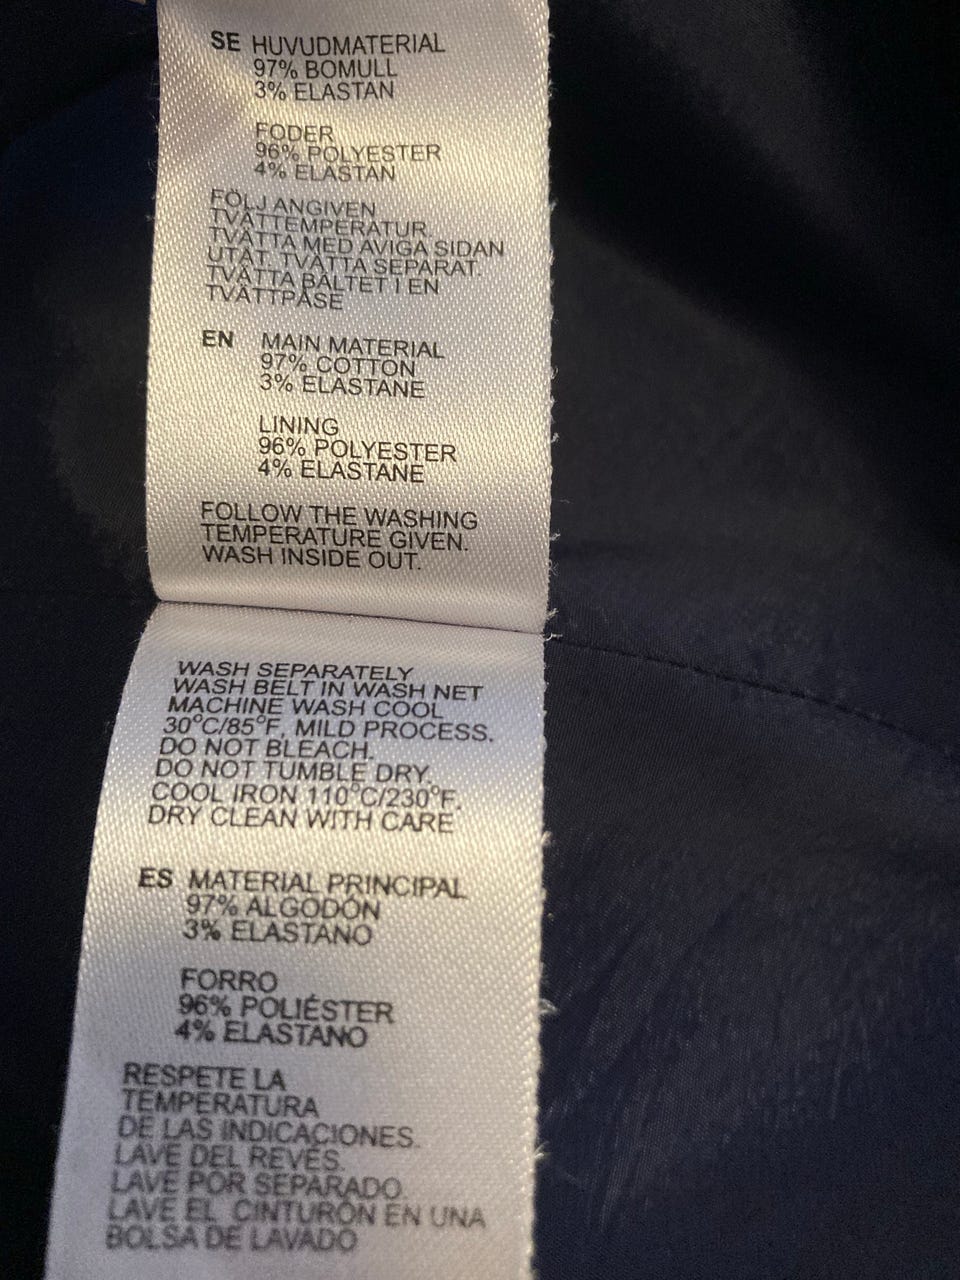 SE HUVUDMATERIAL
97% BOMULL
3% ELASTAN
FODER
96% POLYESTER
4% ELASTAN
FÖLJ ANGIVEN
TVÄTTEMPERATUR.
TVÄTTA MED AVIGA SIDAN
UTÅT. TVÄTTA SEPARAT.
TVÄTTA BÄLTET I EN
TVÄTTPÅSE
EN MAIN MATERIAL
97% COTTON
3% ELASTANE
LINING
96% POLYESTER
4% ELASTANE
FOLLOW THE WASHING
TEMPERATURE GIVEN.
WASH INSIDE OUT.
WASH SEPARATELY
WASH BELT IN WASH NET
MACHINE WASH COOL
30°C/85°F, MILD PROCESS.
DO NOT BLEACH.
DO NOT TUMBLE DRY.
COOL IRON 110°C/230°F.
DRY CLEAN WITH CARE
ES MATERIAL PRINCIPAL
97% ALGODÓN
3% ELASTANO
FORRO
96% POLIÉSTER
4% ELASTANO
RESPETE LA
TEMPERATURA
DE LAS INDICACIONES.
LAVE DEL REVÉS.
LAVE POR SEPARADO.
LAVE EL CINTURÓN EN UNA
BOLSA DE LAVADO